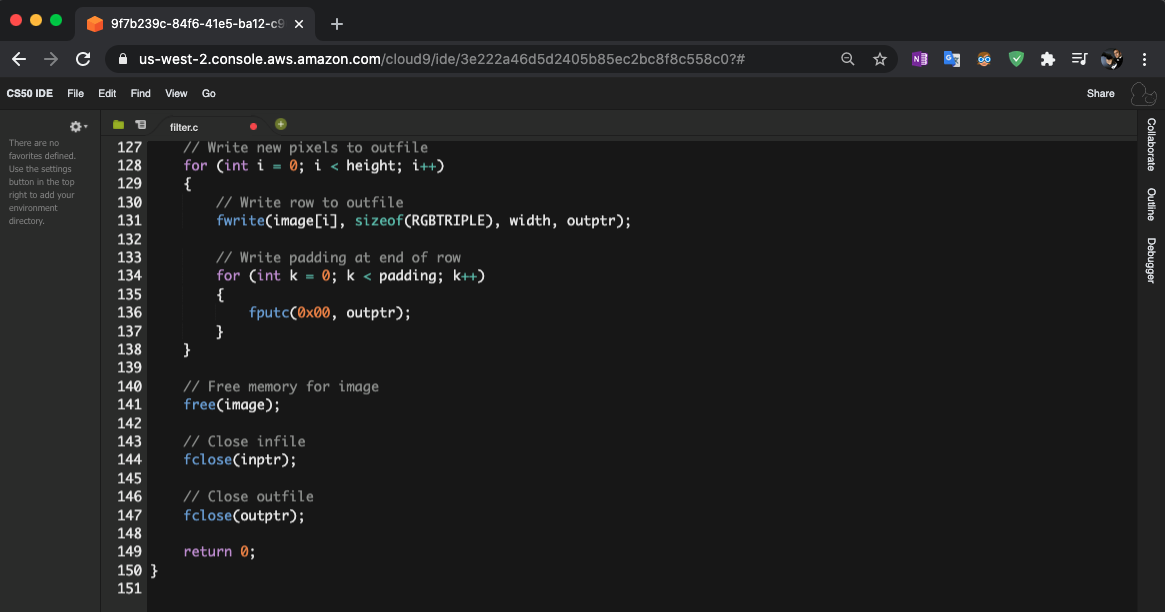 9f7b239c-84f6-41e5-ba12-c9
us-west-2.console.aws.amazon.com/cloud9/ide/3e222a46d5d2405b85ec2bc8f8c558c0?#
CS50 IDE File Edit Find View Go Share
filter.c
There are no
favorites defined.
Use the settings
button in the top
right to add your
environment
directory.
127 // Write new pixels to outfile
128 for (int i = 0; i < height; i++)
129 {
130 // Write row to outfile
131 fwrite(image[i], sizeof(RGBTRIPLE), width, outptr);
132
133 // Write padding at end of row
134 for (int k = 0; k < padding; k++)
135 {
136 fputc(0x00, outptr);
137 }
138 }
139
140 // Free memory for image
141 free(image);
142
143 // Close infile
144 fclose(inptr);
145
146 // Close outfile
147 fclose(outptr);
148
149 return 0;
150 }
151
Collaborate
Outline
Debugger